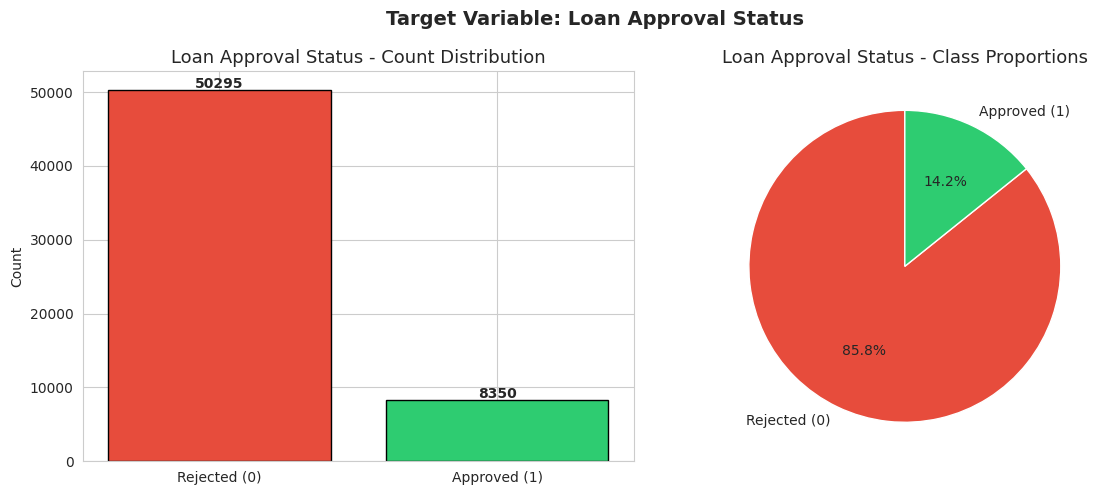 Target Variable: Loan Approval Status
Loan Approval Status - Count Distribution
Count
50000
40000
30000
20000
10000
0
50295
8350
Rejected (0)
Approved (1)
Loan Approval Status - Class Proportions
Approved (1)
14.2%
85.8%
Rejected (0)